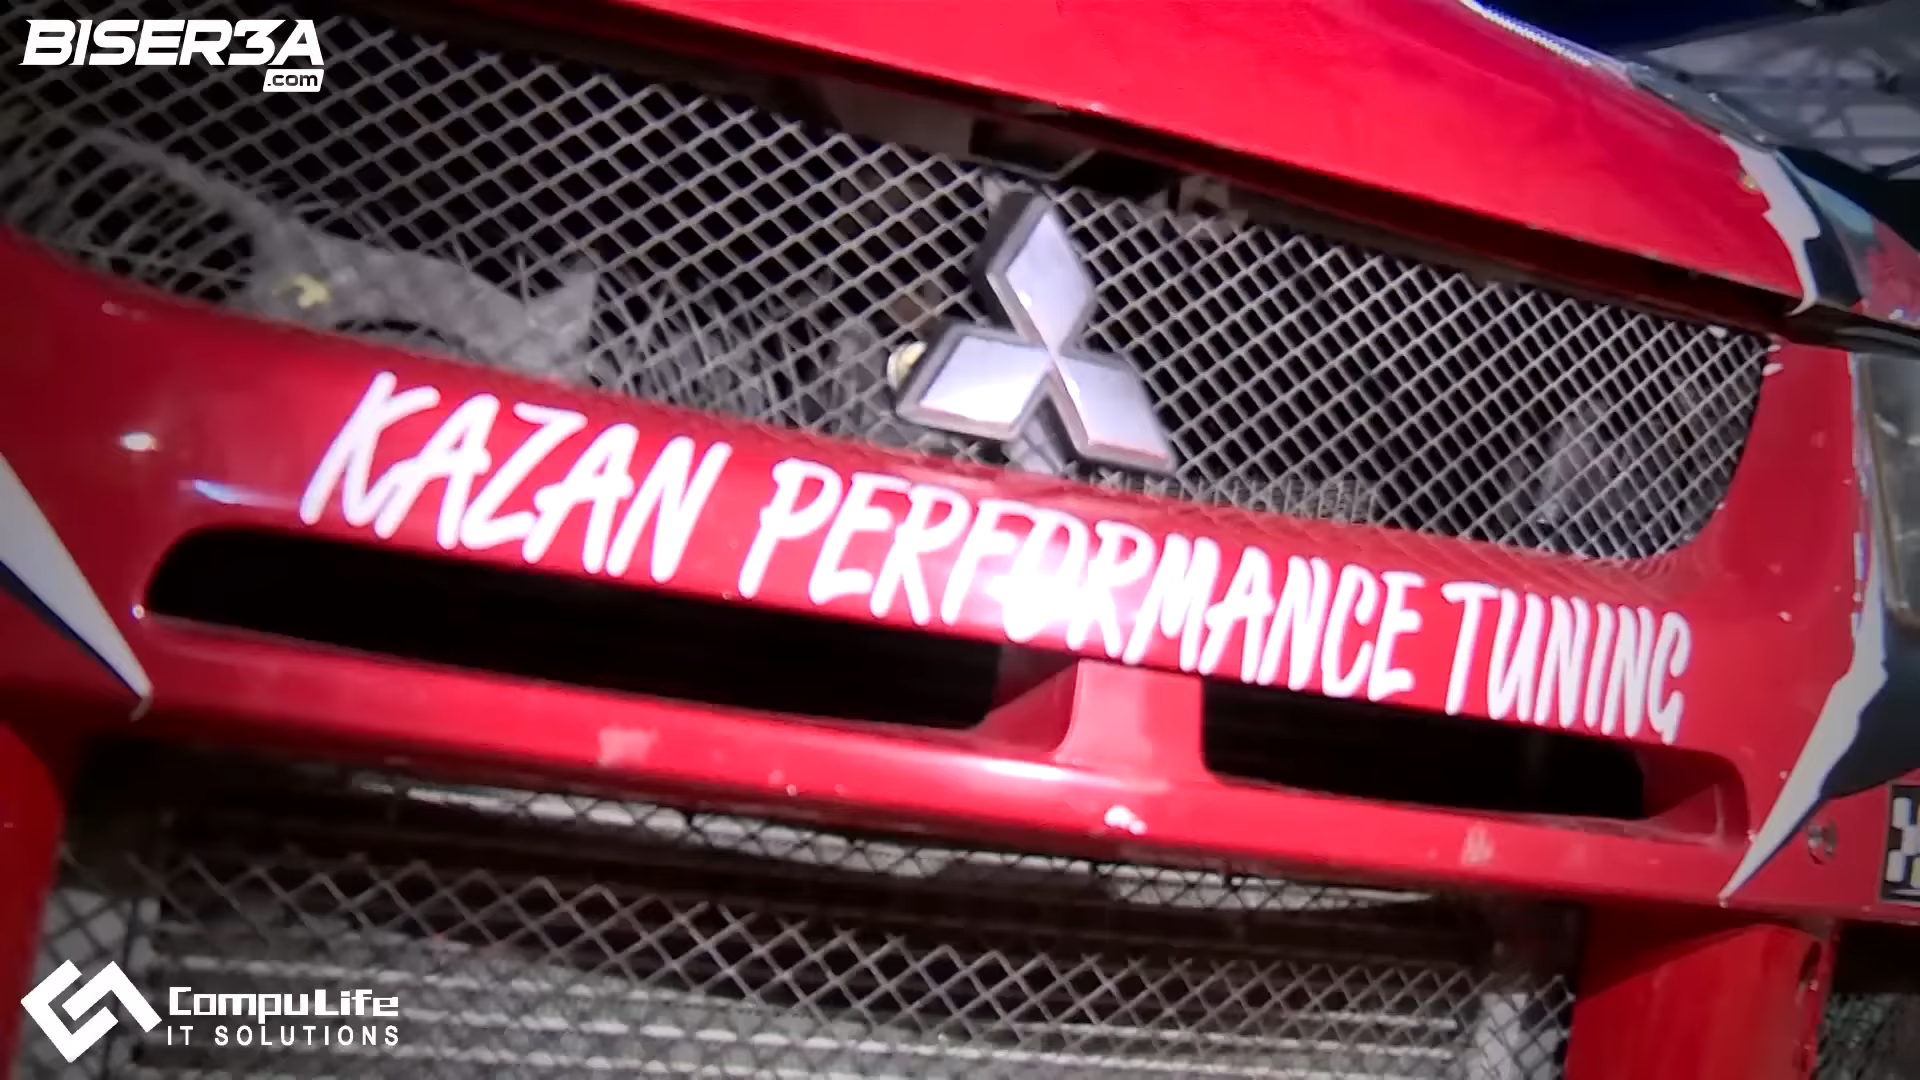 BISER3A
.com
KAZAN PERFORMANCE TUNING
CompuLife
IT SOLUTIONS